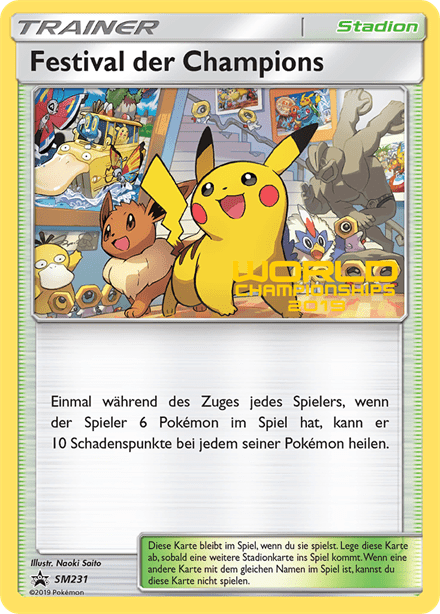 TRAINER
Stadion
Festival der Champions
WORLD
CHAMPIONSHIPS
2019
Einmal während des Zuges jedes Spielers, wenn
der Spieler 6 Pokémon im Spiel hat, kann er
10 Schadenspunkte bei jedem seiner Pokémon heilen.
Illustr. Naoki Saito
SM231
©2019 Pokémon
Diese Karte bleibt im Spiel, wenn du sie spielst. Lege diese Karte
ab, sobald eine weitere Stadionkarte ins Spiel kommt. Wenn eine
andere Karte mit dem gleichen Namen im Spiel ist, kannst du
diese Karte nicht spielen.